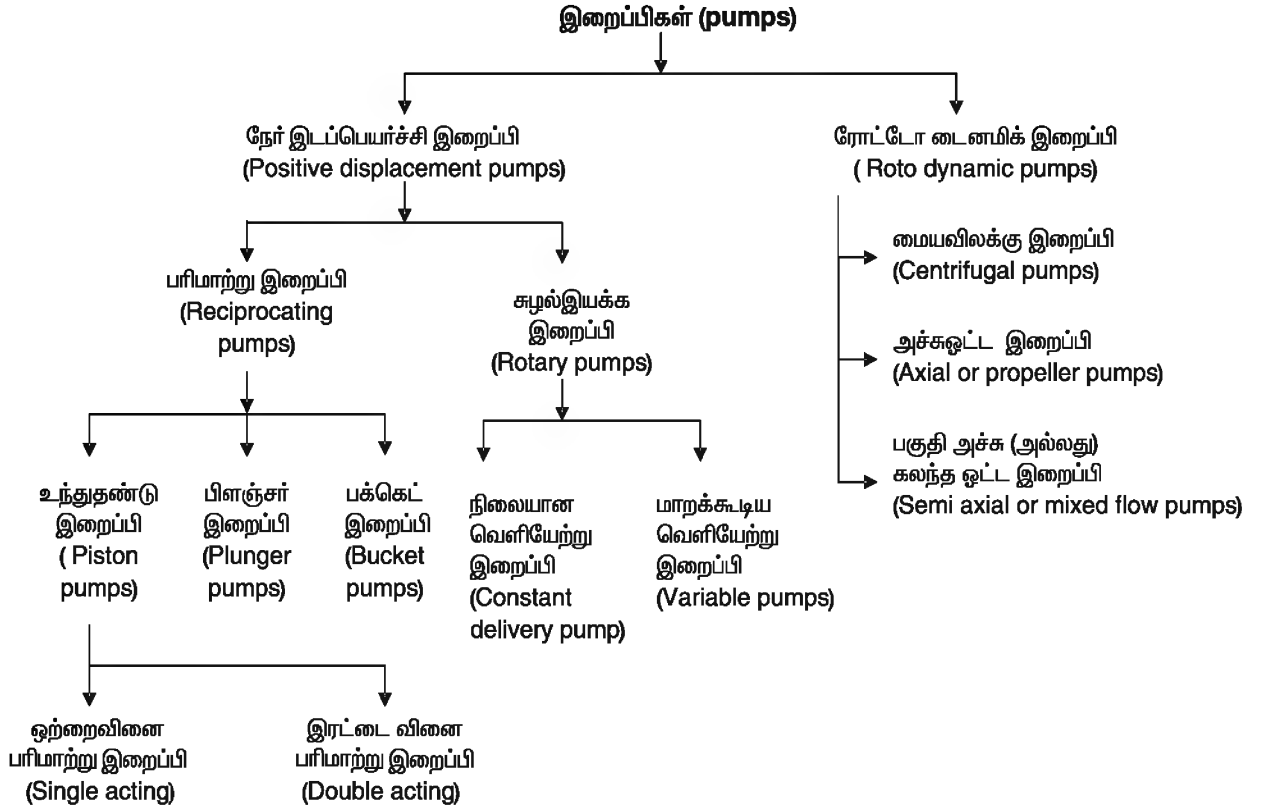 இறைப்பிகள் (pumps)
நேர் இடப்பெயர்ச்சி இறைப்பி
(Positive displacement pumps)
ரோட்டோ டைனமிக் இறைப்பி
( Roto dynamic pumps)
பரிமாற்று இறைப்பி
(Reciprocating
pumps)
சுழல்இயக்க
இறைப்பி
(Rotary pumps)
மையவிலக்கு இறைப்பி
(Centrifugal pumps)
அச்சுஓட்ட இறைப்பி
(Axial or propeller pumps)
பகுதி அச்சு (அல்லது)
கலந்த ஓட்ட இறைப்பி
(Semi axial or mixed flow pumps)
உந்துதண்டு
இறைப்பி
( Piston
pumps)
பிளஞ்சர்
இறைப்பி
(Plunger
pumps)
பக்கெட்
இறைப்பி
(Bucket
pumps)
நிலையான
வெளியேற்று
இறைப்பி
(Constant
delivery pump)
மாறக்கூடிய
வெளியேற்று
இறைப்பி
(Variable pumps)
ஒற்றைவினை
பரிமாற்று இறைப்பி
(Single acting)
இரட்டை வினை
பரிமாற்று இறைப்பி
(Double acting)